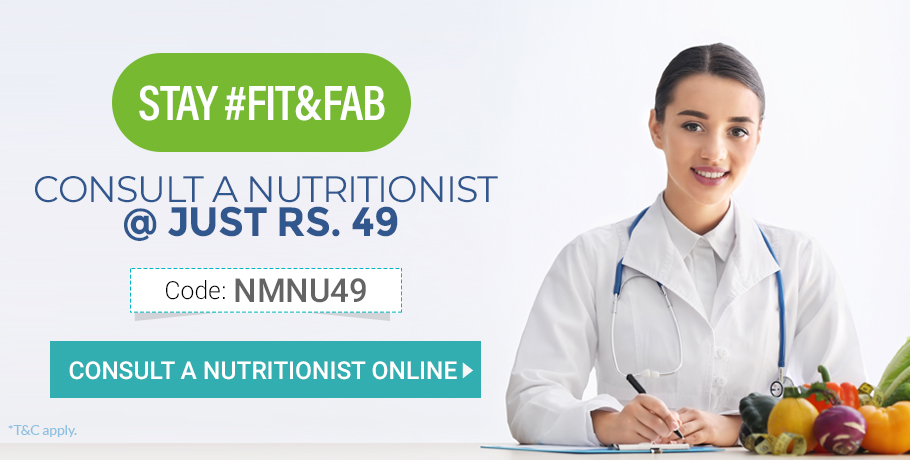 STAY #FIT&FAB
CONSULT A NUTRITIONIST
@ JUST RS. 49
Code: NMNU49
CONSULT A NUTRITIONIST ONLINE
*T&C apply.